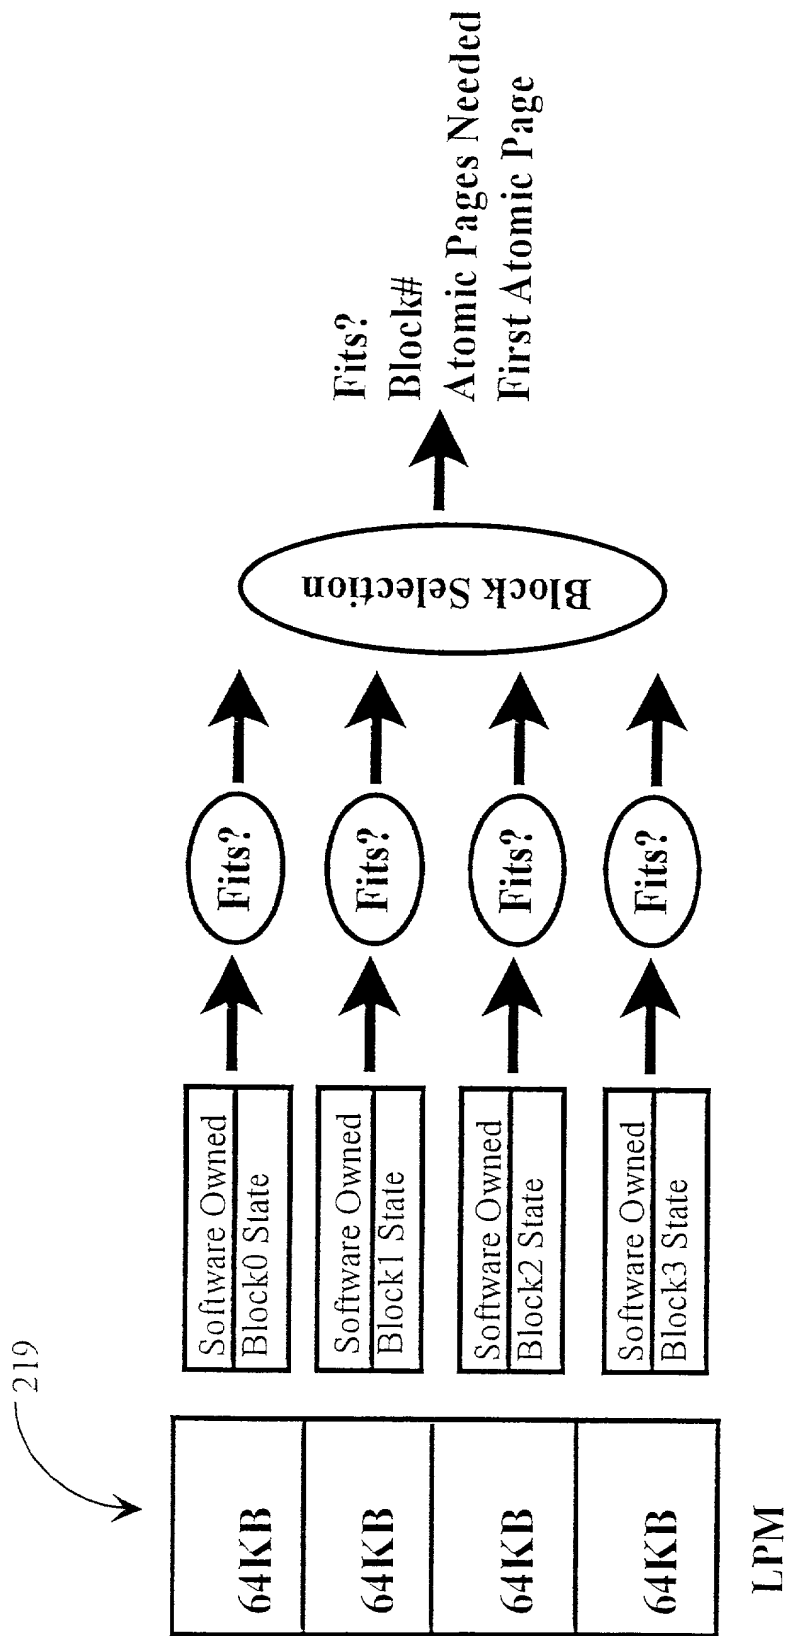 219
64KB
64KB
64KB
64KB
LPM
Software Owned
Block0 State
Software Owned
Block1 State
Software Owned
Block2 State
Software Owned
Block3 State
Fits?
Fits?
Fits?
Fits?
Block Selection
Fits?
Block#
Atomic Pages Needed
First Atomic Page